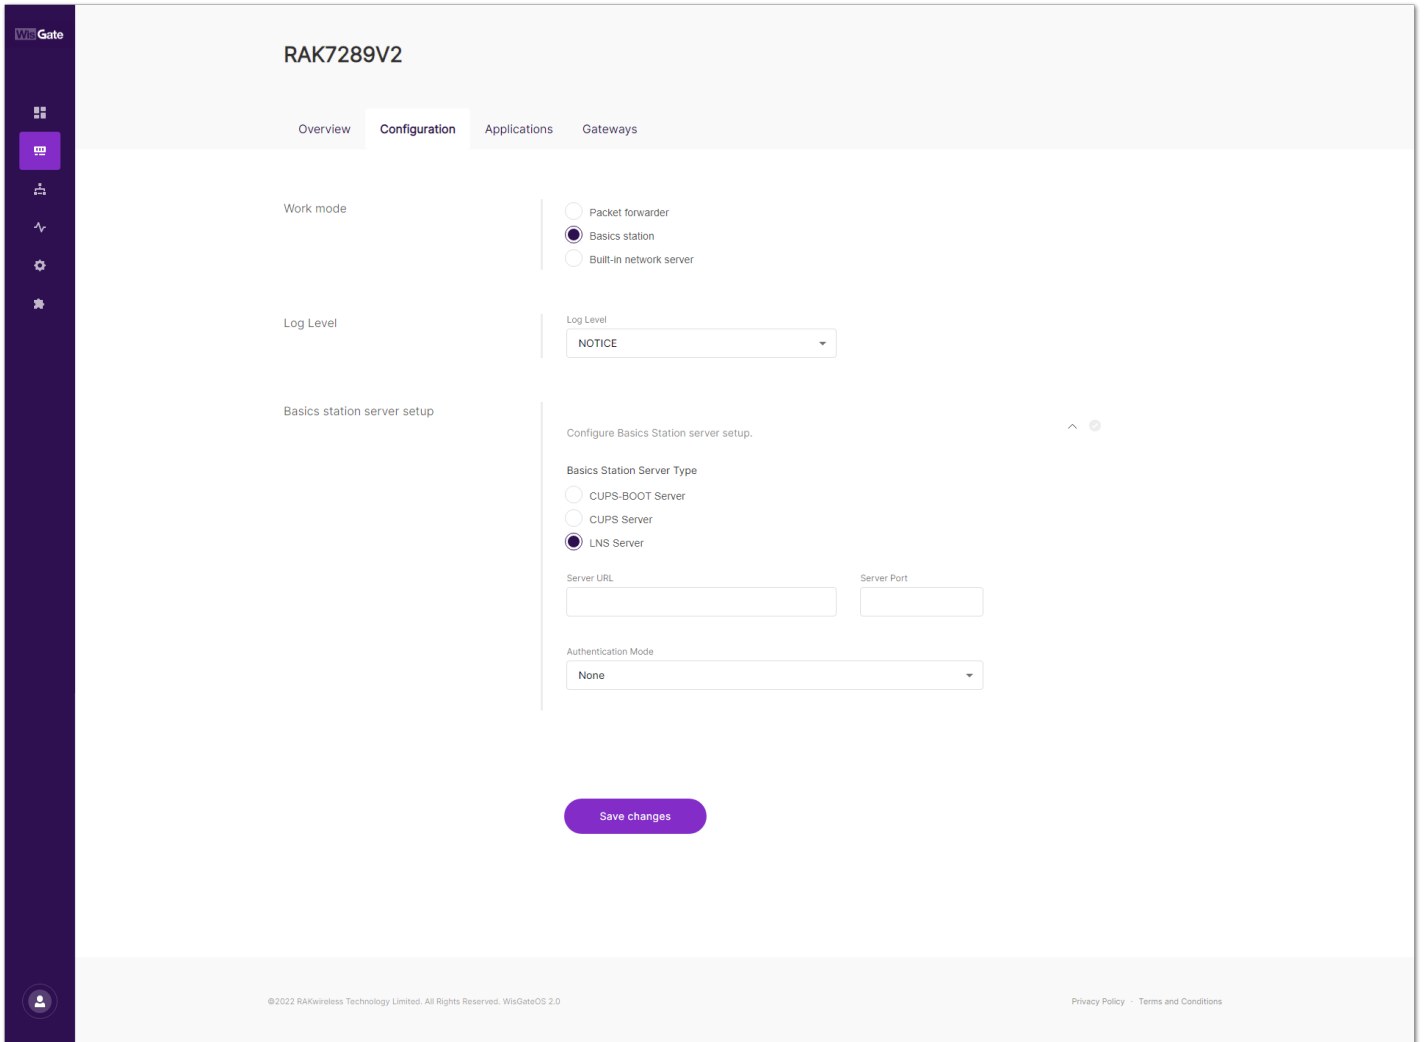 WisGate
RAK7289V2
Overview Configuration Applications Gateways
Work mode
Packet forwarder
Basics station
Built-in network server
Log Level
Log Level
NOTICE
Basics station server setup
Configure Basics Station server setup.
Basics Station Server Type
CUPS-BOOT Server
CUPS Server
LNS Server
Server URL Server Port
Authentication Mode
None
Save changes
©2022 RAKwireless Technology Limited. All Rights Reserved. WisGateOS 2.0
Privacy Policy · Terms and Conditions